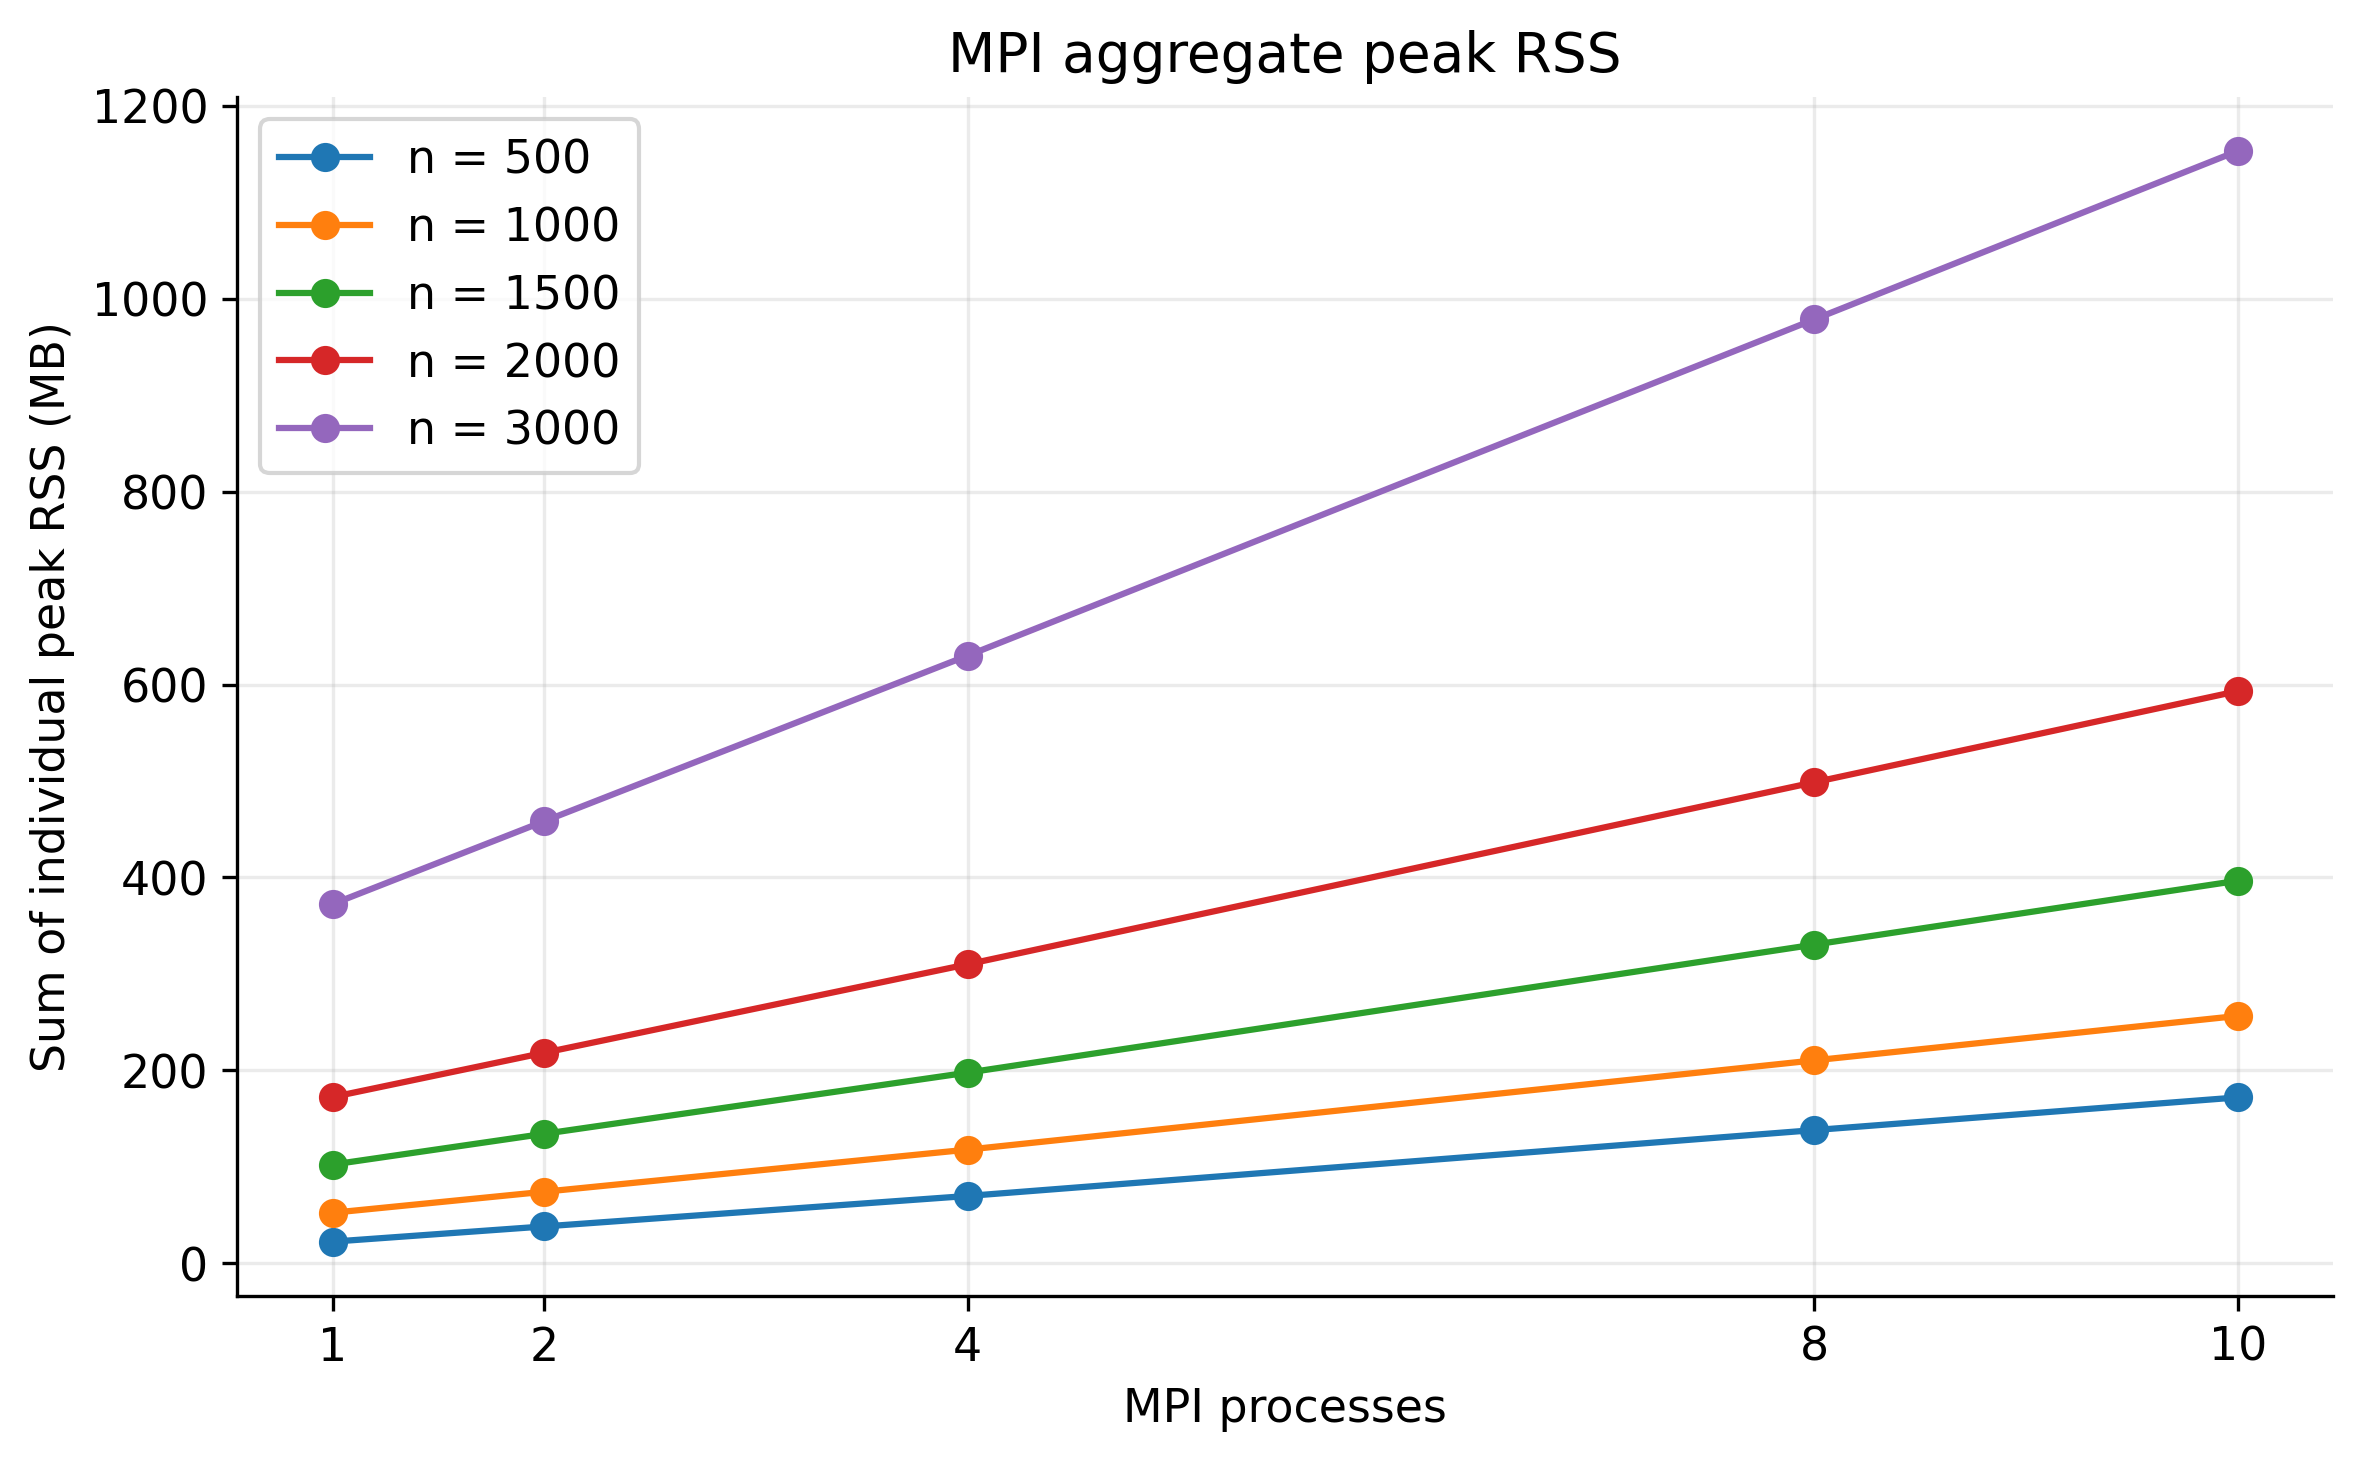 MPI aggregate peak RSS
Sum of individual peak RSS (MB)
1200
1000
800
600
400
200
0
n = 500
n = 1000
n = 1500
n = 2000
n = 3000
1 2 4 8 10
MPI processes